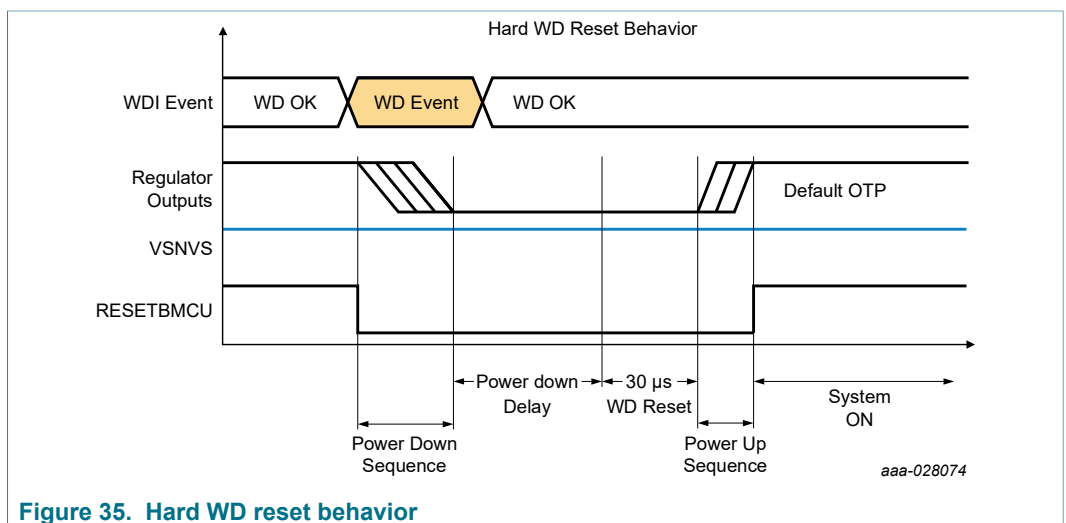 Hard WD Reset Behavior
WDI Event
WD OK
WD Event
WD OK
Regulator
Outputs
Default OTP
VSNVS
RESETBMCU
Power down
Delay
30 µs
WD Reset
System
ON
Power Down
Sequence
Power Up
Sequence
aaa-028074
Figure 35. Hard WD reset behavior